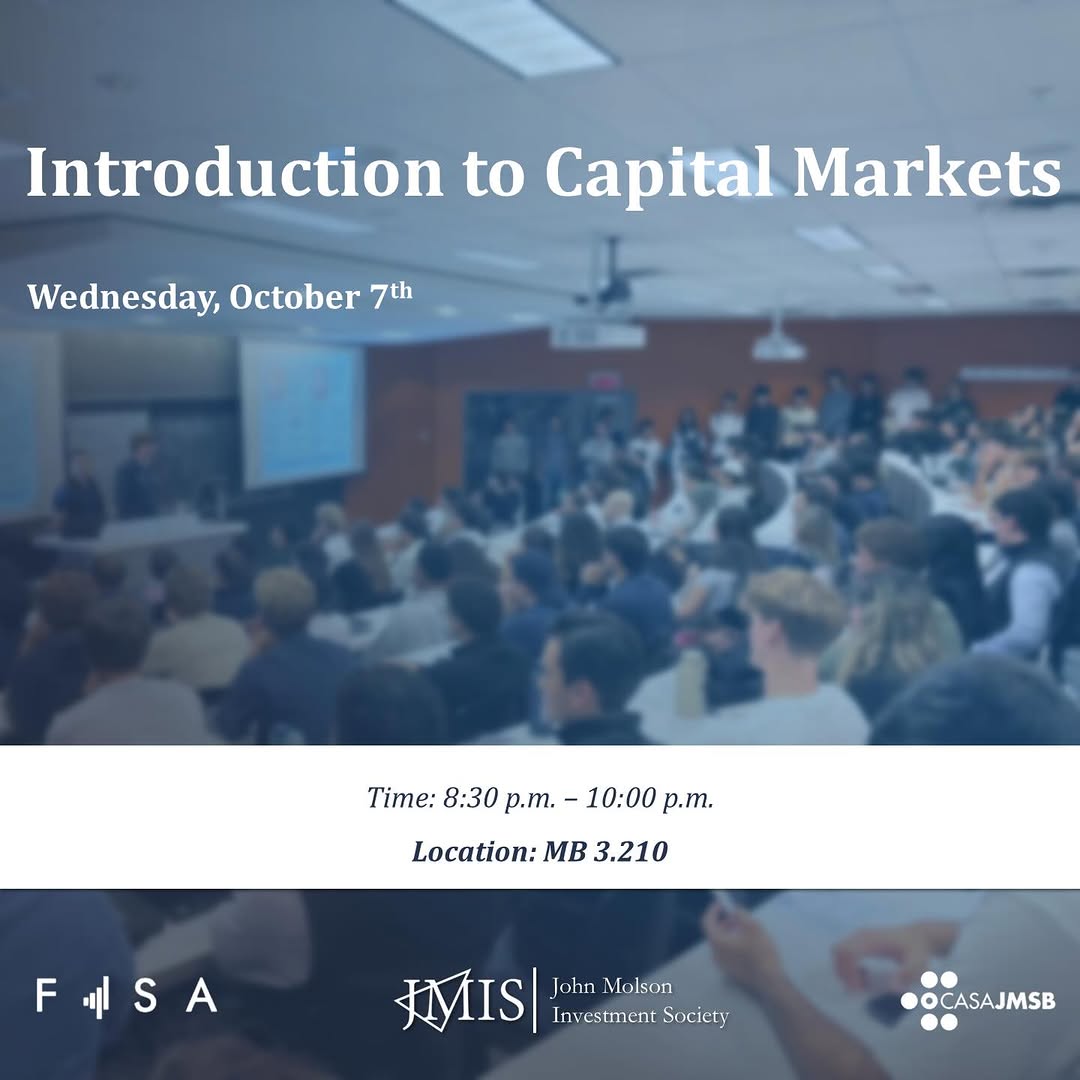 Introduction to Capital Markets
Wednesday, October 7th
Time: 8:30 p.m. – 10:00 p.m.
Location: MB 3.210
F SA
JMIS
John Molson
Investment Society
CASAJMSB